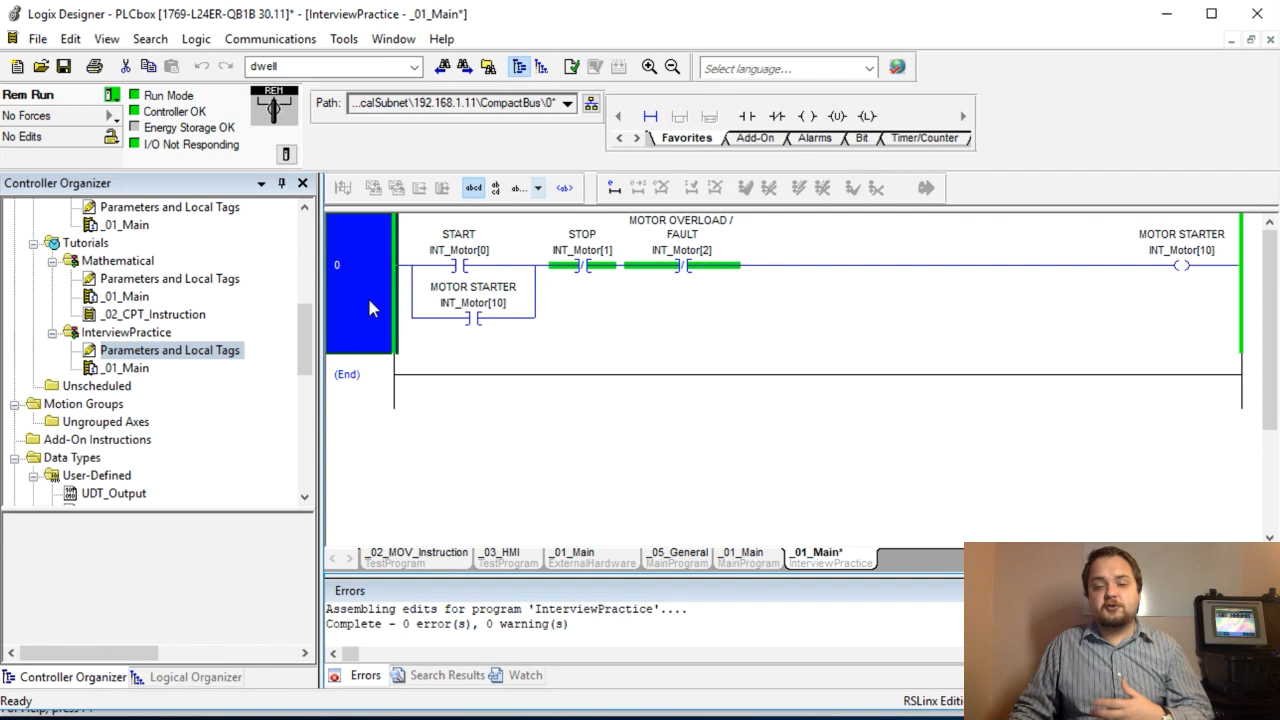 Logix Designer - PLCbox [1769-L24ER-QB1B 30.11]* - [InterviewPractice - _01_Main*]
File Edit View Search Logic Communications Tools Window Help
dwell
Select language...
Rem Run
No Forces
No Edits
Run Mode
Controller OK
Energy Storage OK
I/O Not Responding
REM
Path: ...calSubnet\192.168.1.11\CompactBus\0*
Favorites Add-On Alarms Bit Timer/Counter
Controller Organizer
Parameters and Local Tags
_01_Main
Tutorials
Mathematical
Parameters and Local Tags
_01_Main
_02_CPT_Instruction
InterviewPractice
Parameters and Local Tags
_01_Main
Unscheduled
Motion Groups
Ungrouped Axes
Add-On Instructions
Data Types
User-Defined
UDT_Output
Controller Organizer Logical Organizer
abcd ab cd ab...
<ab>
MOTOR OVERLOAD /
START STOP FAULT MOTOR STARTER
INT_Motor[0] INT_Motor[1] INT_Motor[2] INT_Motor[10]
0
MOTOR STARTER
INT_Motor[10]
(End)
_02_MOV_Instruction _03_HMI _01_Main _05_General _01_Main _01_Main*
TestProgram TestProgram ExternalHardware MainProgram MainProgram InterviewPractice
Errors
Assembling edits for program 'InterviewPractice'....
Complete - 0 error(s), 0 warning(s)
Errors Search Results Watch
Ready
RSLinx Editi